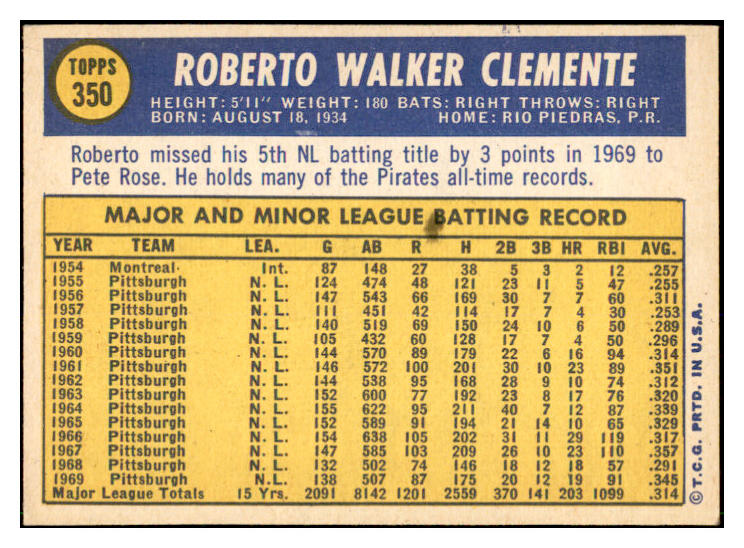 TOPPS
350
ROBERTO WALKER CLEMENTE
HEIGHT: 5'11" WEIGHT: 180 BATS: RIGHT THROWS: RIGHT
BORN: AUGUST 18, 1934 HOME: RIO PIEDRAS, P.R.
Roberto missed his 5th NL batting title by 3 points in 1969 to
Pete Rose. He holds many of the Pirates all-time records.
MAJOR AND MINOR LEAGUE BATTING RECORD
YEAR TEAM LEA. G AB R H 2B 3B HR RBI AVG.
1954 Montreal Int. 87 148 27 38 5 3 2 12 .257
1955 Pittsburgh N. L. 124 474 48 121 23 11 5 47 .255
1956 Pittsburgh N. L. 147 543 66 169 30 7 7 60 .311
1957 Pittsburgh N. L. 111 451 42 114 17 7 4 30 .253
1958 Pittsburgh N. L. 140 519 69 150 24 10 6 50 .289
1959 Pittsburgh N. L. 105 432 60 128 17 7 4 50 .296
1960 Pittsburgh N. L. 144 570 89 179 22 6 16 94 .314
1961 Pittsburgh N. L. 146 572 100 201 30 10 23 89 .351
1962 Pittsburgh N. L. 144 538 95 168 28 9 10 74 .312
1963 Pittsburgh N. L. 152 600 77 192 23 8 17 76 .320
1964 Pittsburgh N. L. 155 622 95 211 40 7 12 87 .339
1965 Pittsburgh N. L. 152 589 91 194 21 14 10 65 .329
1966 Pittsburgh N. L. 154 638 105 202 31 11 29 119 .317
1967 Pittsburgh N. L. 147 585 103 209 26 10 23 110 .357
1968 Pittsburgh N. L. 132 502 74 146 18 12 18 57 .291
1969 Pittsburgh N.L. 138 507 87 175 20 12 19 91 .345
Major League Totals 15 Yrs. 2091 8142 1201 2559 370 141 203 1099 .314
©T.C.G. PRTD. IN U.S.A.